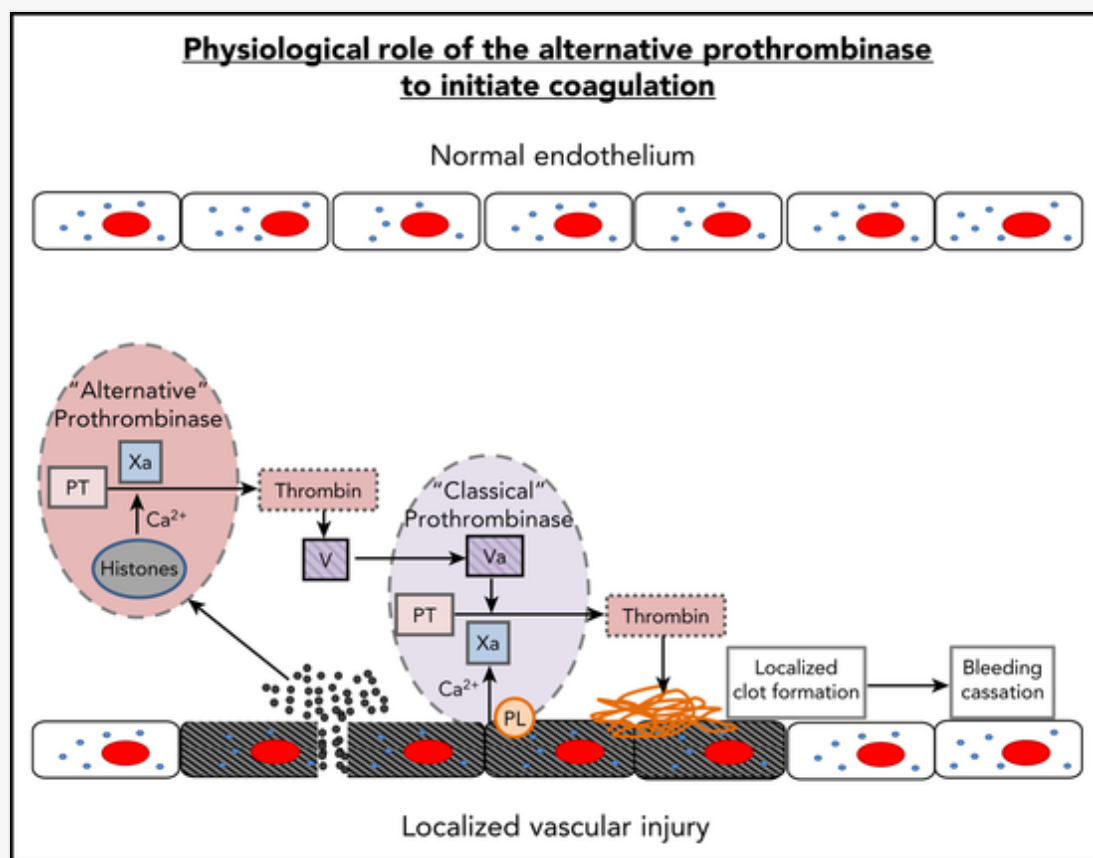 Physiological role of the alternative prothrombinase
to initiate coagulation
Normal endothelium
"Alternative"
Prothrombinase
Xa
PT
Ca²⁺
Histones
Thrombin
V
"Classical"
Prothrombinase
Va
PT
Xa
Ca²⁺
PL
Thrombin
Localized
clot formation
Bleeding
cassation
Localized vascular injury